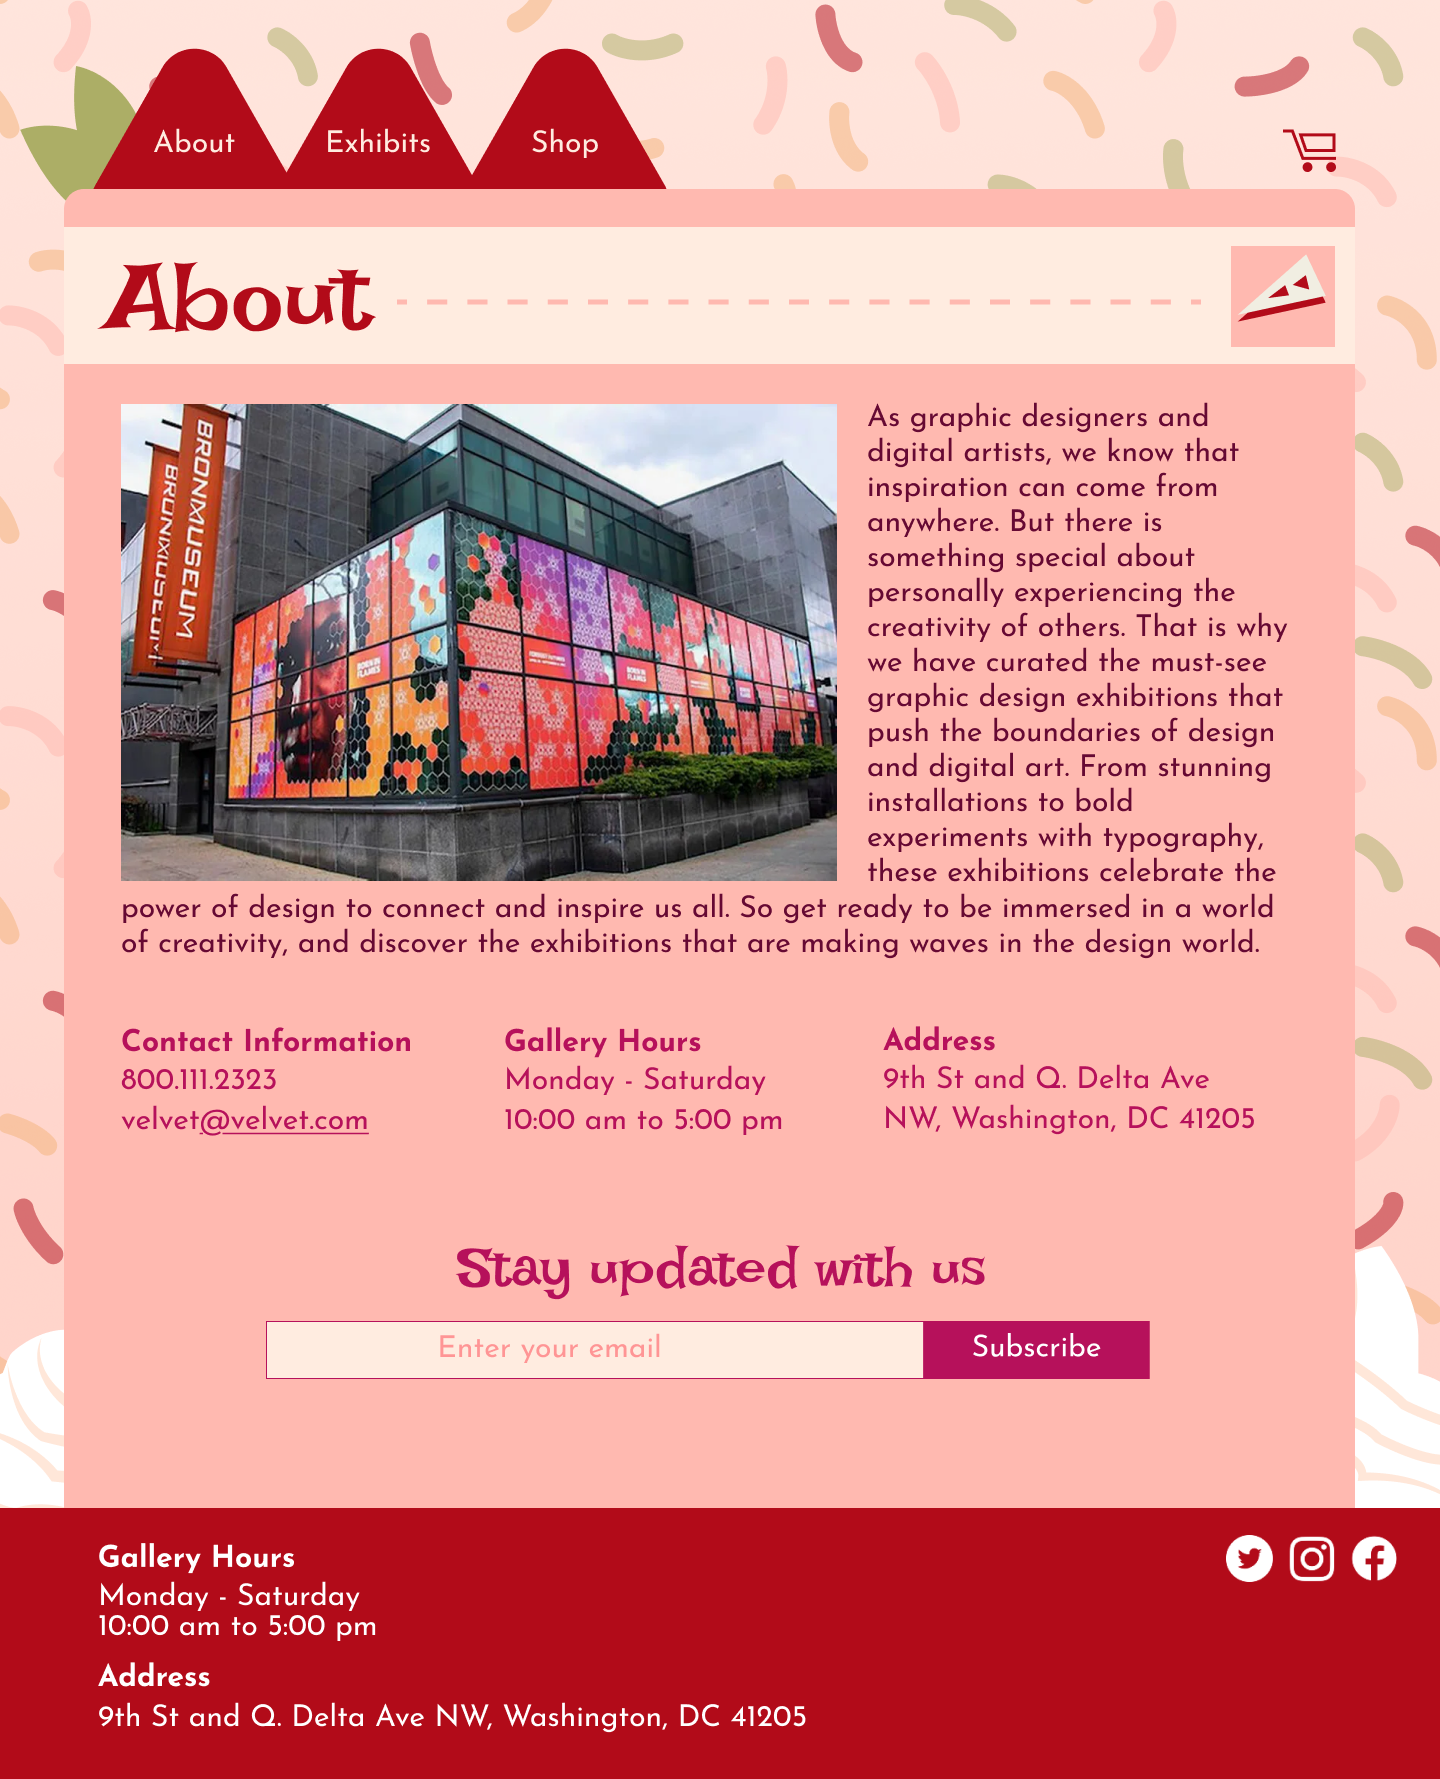 About
Exhibits
Shop
About
BRONXMUSEUM
BRONXMUSEUM
BORN IN
FLAMES
BORN IN
FLAMES
As graphic designers and
digital artists, we know that
inspiration can come from
anywhere. But there is
something special about
personally experiencing the
creativity of others. That is why
we have curated the must-see
graphic design exhibitions that
push the boundaries of design
and digital art. From stunning
installations to bold
experiments with typography,
these exhibitions celebrate the
power of design to connect and inspire us all. So get ready to be immersed in a world
of creativity, and discover the exhibitions that are making waves in the design world.
Contact Information
800.111.2323
velvet@velvet.com
Gallery Hours
Monday - Saturday
10:00 am to 5:00 pm
Address
9th St and Q. Delta Ave
NW, Washington, DC 41205
Stay updated with us
Enter your email
Subscribe
Gallery Hours
Monday - Saturday
10:00 am to 5:00 pm
Address
9th St and Q. Delta Ave NW, Washington, DC 41205